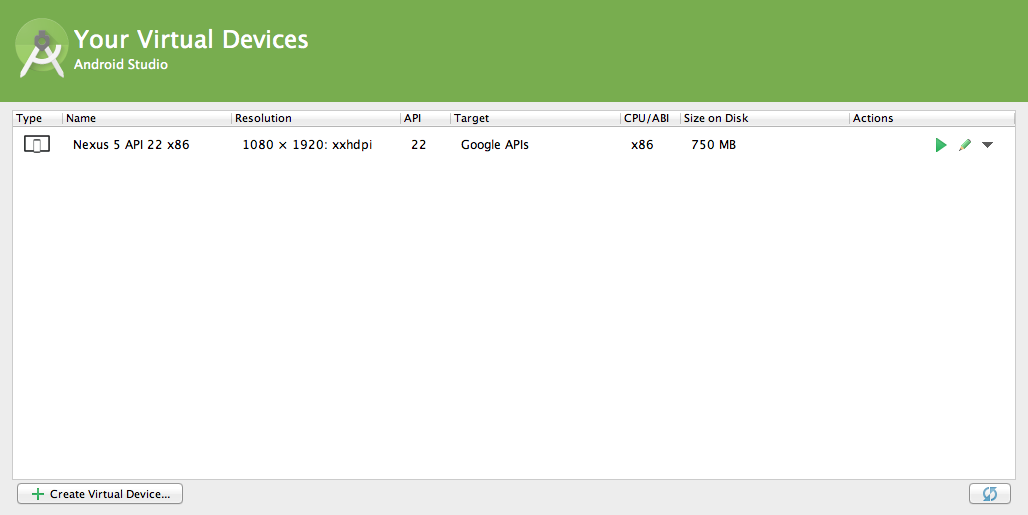 Your Virtual Devices
Android Studio
Type Name Resolution API Target CPU/ABI Size on Disk Actions
Nexus 5 API 22 x86 1080 × 1920: xxhdpi 22 Google APIs x86 750 MB
Create Virtual Device...